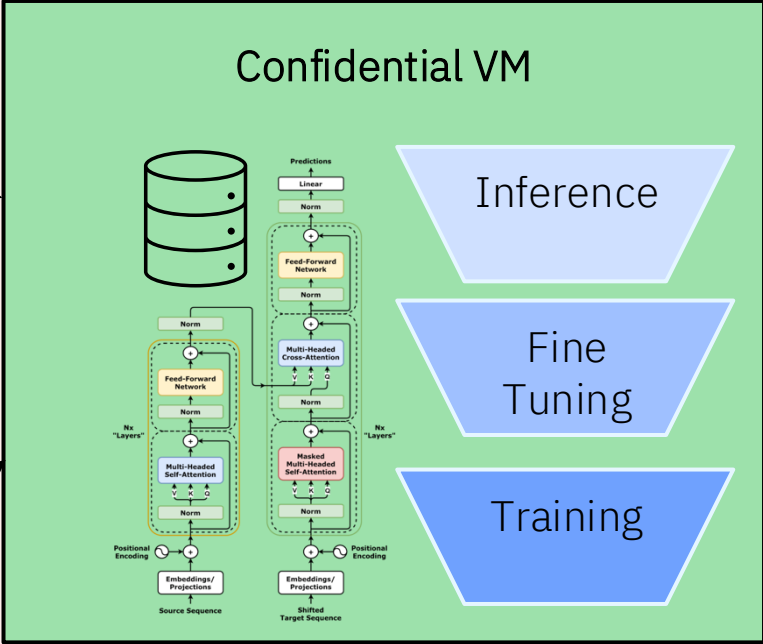 Confidential VM
Predictions
Linear
Norm
+
Feed-Forward
Network
Norm
+
Multi-Headed
Cross-Attention
V K Q
Norm
+
Masked
Multi-Headed
Self-Attention
V K Q
Norm
Nx
"Layers"
+
Positional
Encoding
Embeddings/
Projections
Shifted
Target Sequence
Norm
+
Feed-Forward
Network
Norm
Nx
"Layers"
+
Multi-Headed
Self-Attention
V K Q
Norm
Positional
Encoding
+
Embeddings/
Projections
Source Sequence
Inference
Fine
Tuning
Training